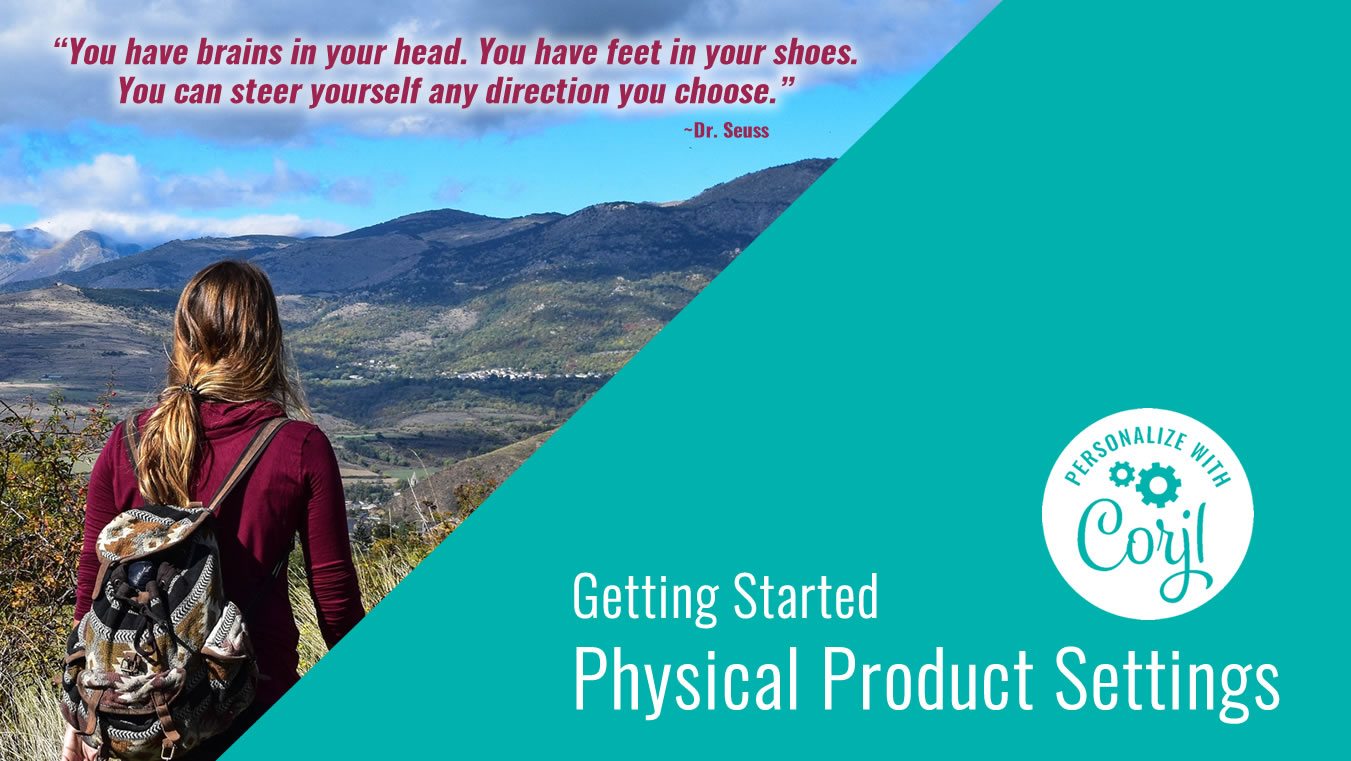 “You have brains in your head. You have feet in your shoes.
You can steer yourself any direction you choose.”
~Dr. Seuss
PERSONALIZE WITH
Corjl
Getting Started
Physical Product Settings